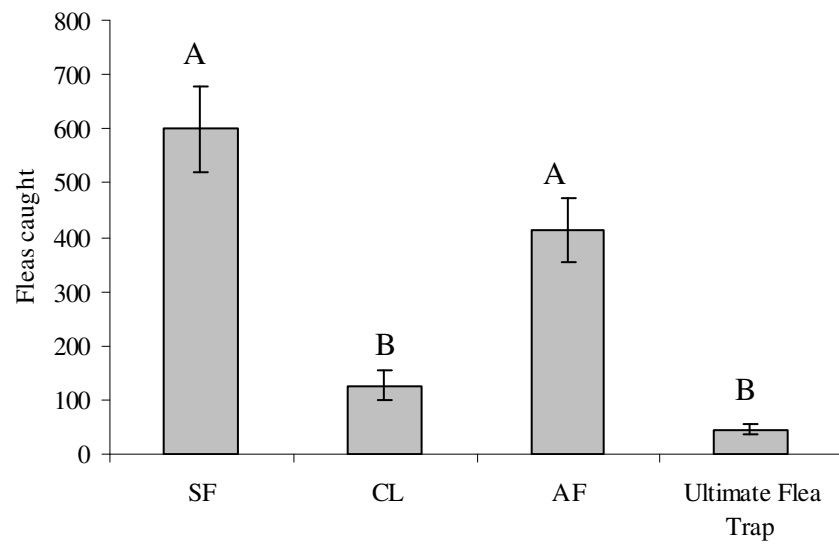 800
700
600
500
400
300
200
100
0
Fleas caught
A
B
A
B
SF
CL
AF
Ultimate Flea
Trap